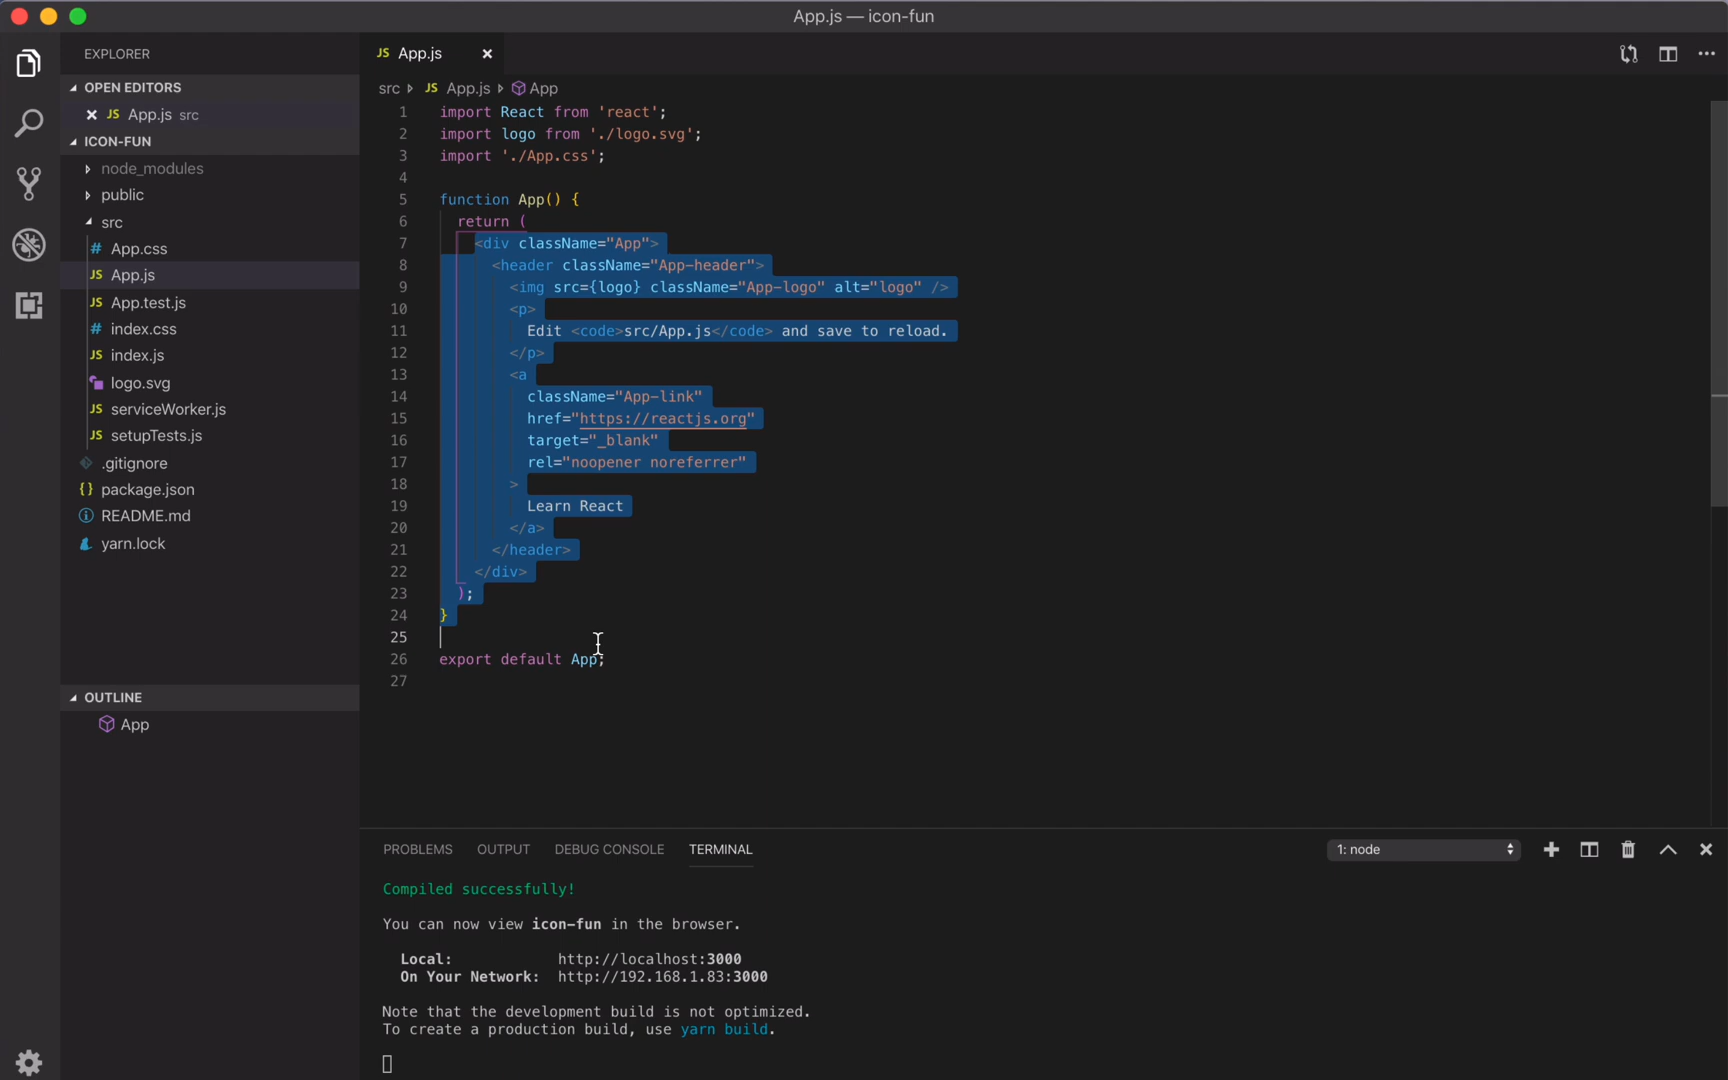 App.js — icon-fun
EXPLORER
OPEN EDITORS
JS App.js src
ICON-FUN
node_modules
public
src
# App.css
JS App.js
JS App.test.js
# index.css
JS index.js
logo.svg
JS serviceWorker.js
JS setupTests.js
.gitignore
{} package.json
README.md
yarn.lock
OUTLINE
App
JS App.js
src JS App.js App
1 import React from 'react';
2 import logo from './logo.svg';
3 import './App.css';
4
5 function App() {
6 return (
7 <div className="App">
8 <header className="App-header">
9 <img src={logo} className="App-logo" alt="logo" />
10 <p>
11 Edit <code>src/App.js</code> and save to reload.
12 </p>
13 <a
14 className="App-link"
15 href="https://reactjs.org"
16 target="_blank"
17 rel="noopener noreferrer"
18 >
19 Learn React
20 </a>
21 </header>
22 </div>
23 );
24 }
25
26 export default App;
27
PROBLEMS OUTPUT DEBUG CONSOLE TERMINAL 1: node
Compiled successfully!
You can now view icon-fun in the browser.
Local: http://localhost:3000
On Your Network: http://192.168.1.83:3000
Note that the development build is not optimized.
To create a production build, use yarn build.